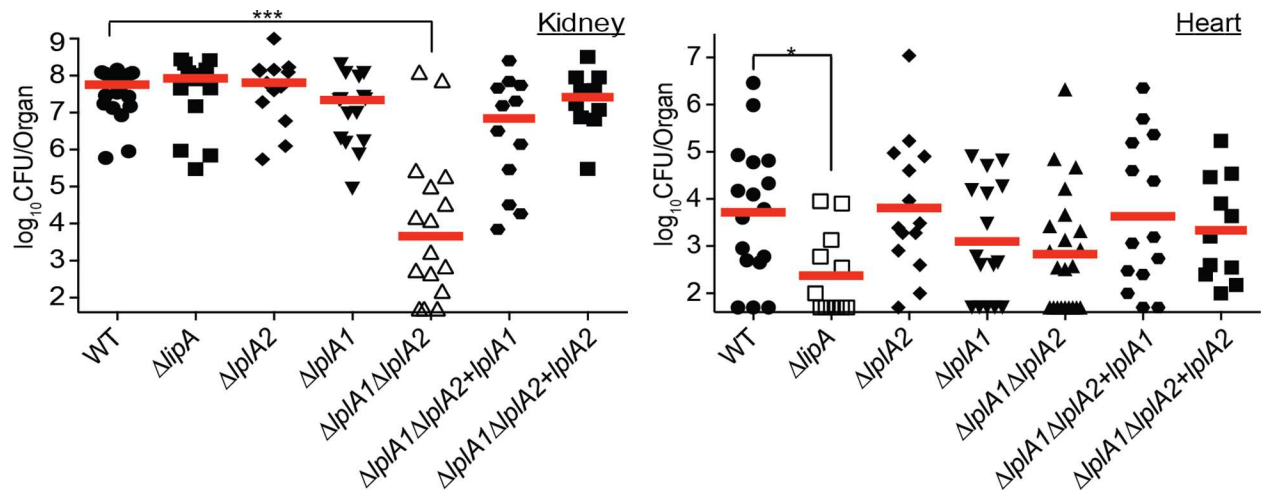 ***
Kidney
log10CFU/Organ
9
8
7
6
5
4
3
2
WT
ΔlipA
ΔlplA2
ΔlplA1
ΔlplA1ΔlplA2
ΔlplA1ΔlplA2+lplA1
ΔlplA1ΔlplA2+lplA2
*
Heart
log10CFU/Organ
7
6
5
4
3
2
WT
ΔlipA
ΔlplA2
ΔlplA1
ΔlplA1ΔlplA2
ΔlplA1ΔlplA2+lplA1
ΔlplA1ΔlplA2+lplA2